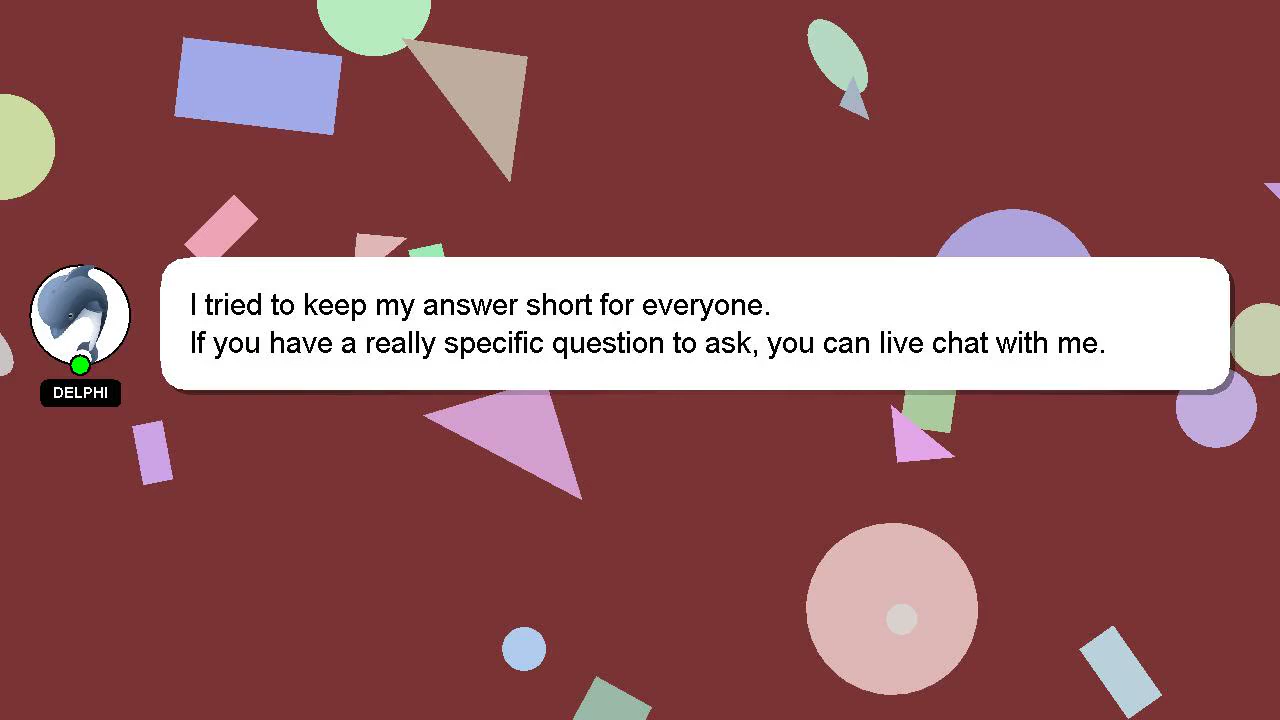 I tried to keep my answer short for everyone.
If you have a really specific question to ask, you can live chat with me.
DELPHI